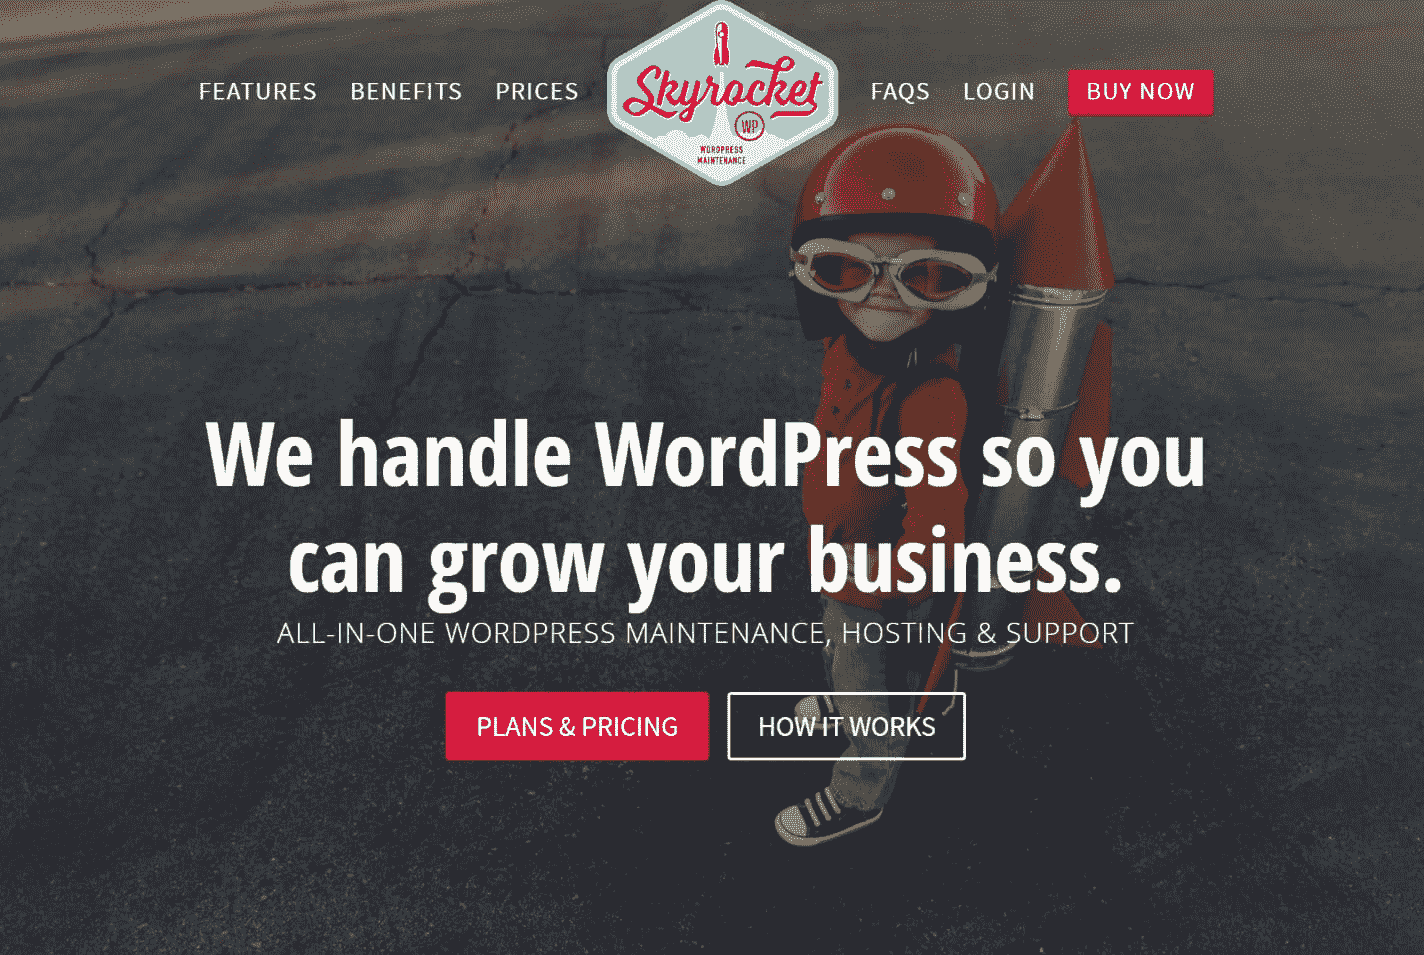 FEATURES BENEFITS PRICES
Skyrocket
WP
WORDPRESS
MAINTENANCE
FAQS LOGIN BUY NOW
We handle WordPress so you
can grow your business.
ALL-IN-ONE WORDPRESS MAINTENANCE, HOSTING & SUPPORT
PLANS & PRICING HOW IT WORKS